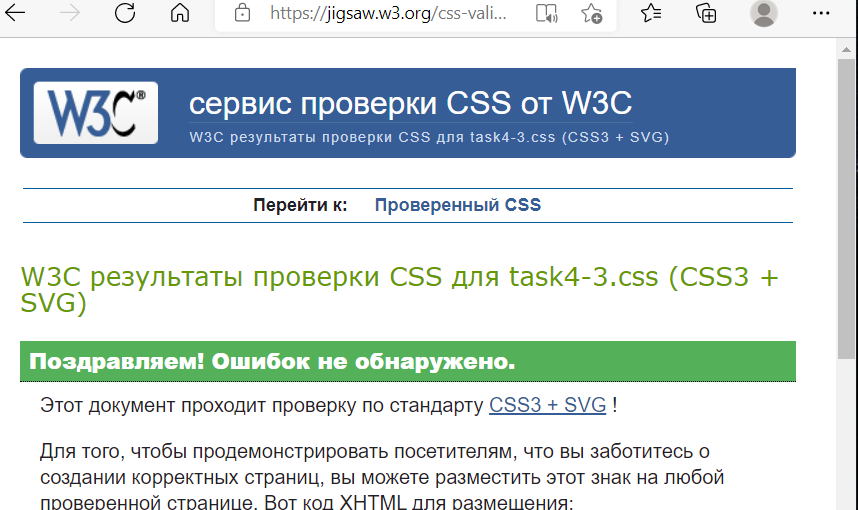 https://jigsaw.w3.org/css-vali...
W3C®
сервис проверки CSS от W3C
W3C результаты проверки CSS для task4-3.css (CSS3 + SVG)
Перейти к: Проверенный CSS
W3C результаты проверки CSS для task4-3.css (CSS3 +
SVG)
Поздравляем! Ошибок не обнаружено.
Этот документ проходит проверку по стандарту CSS3 + SVG !
Для того, чтобы продемонстрировать посетителям, что вы заботитесь о
создании корректных страниц, вы можете разместить этот знак на любой
проверенной странице. Вот код XHTML для размещения: